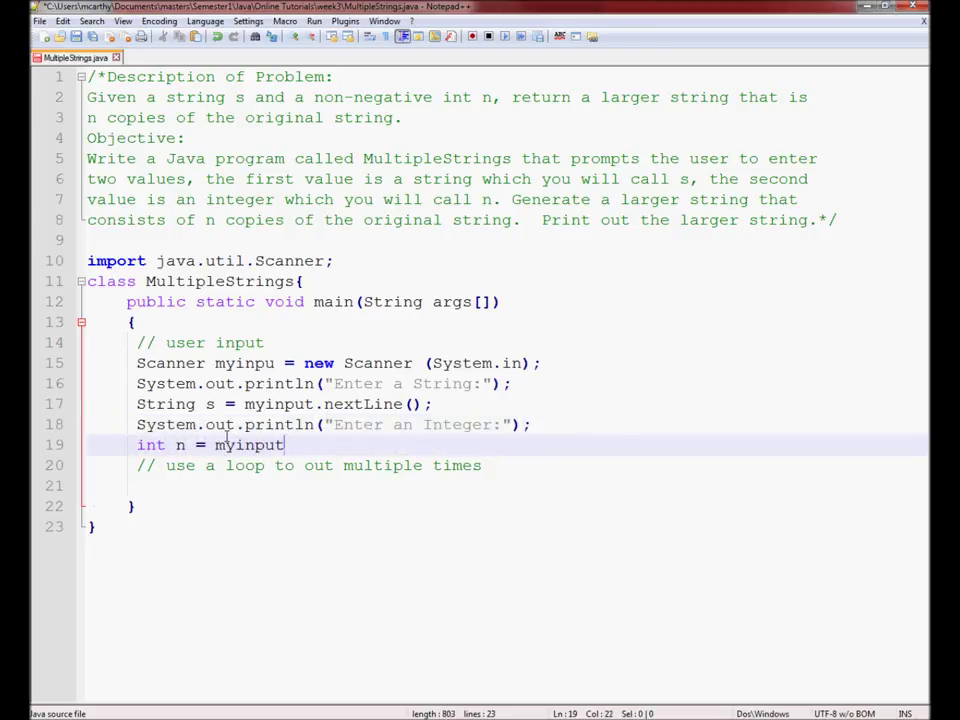 *C:\Users\mcarthy\Documents\masters\Semester1\Java\Online Tutorials\week3\MultipleStrings.java - Notepad++
File Edit Search View Encoding Language Settings Macro Run Plugins Window ? X
MultipleStrings.java
1 /*Description of Problem:
2 Given a string s and a non-negative int n, return a larger string that is
3 n copies of the original string.
4 Objective:
5 Write a Java program called MultipleStrings that prompts the user to enter
6 two values, the first value is a string which you will call s, the second
7 value is an integer which you will call n. Generate a larger string that
8 consists of n copies of the original string.  Print out the larger string.*/
9
10 import java.util.Scanner;
11 class MultipleStrings{
12 public static void main(String args[])
13 {
14 // user input
15 Scanner myinpu = new Scanner (System.in);
16 System.out.println("Enter a String:");
17 String s = myinput.nextLine();
18 System.out.println("Enter an Integer:");
19 int n = myinput
20 // use a loop to out multiple times
21
22 }
23 }
Java source file length : 803 lines : 23 Ln : 19 Col : 22 Sel : 0 | 0 Dos\Windows UTF-8 w/o BOM INS